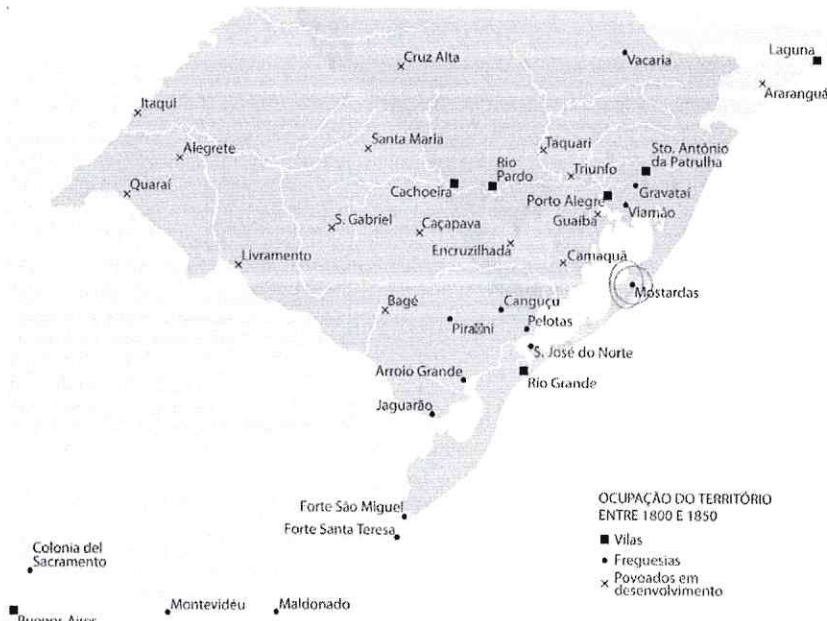 Cruz Alta
Vacaria
Laguna
Araranguá
Itaqui
Alegrete
Santa Maria
Taquari
Sto. Antônio
da Patrulha
Quaraí
Cachoeira
Rio
Pardo
Triunfo
Gravataí
Porto Alegre
Viamão
Guaíba
S. Gabriel
Caçapava
Encruzilhada
Livramento
Camaquã
Mostardas
Bagé
Canguçu
Piratini
Pelotas
S. José do Norte
Arroio Grande
Rio Grande
Jaguarão
Forte São Miguel
Forte Santa Teresa
OCUPAÇÃO DO TERRITÓRIO
ENTRE 1800 E 1850
Vilas
Freguesias
Povoados em
desenvolvimento
Colonia del
Sacramento
Montevidéu
Maldonado
Buenos Aires